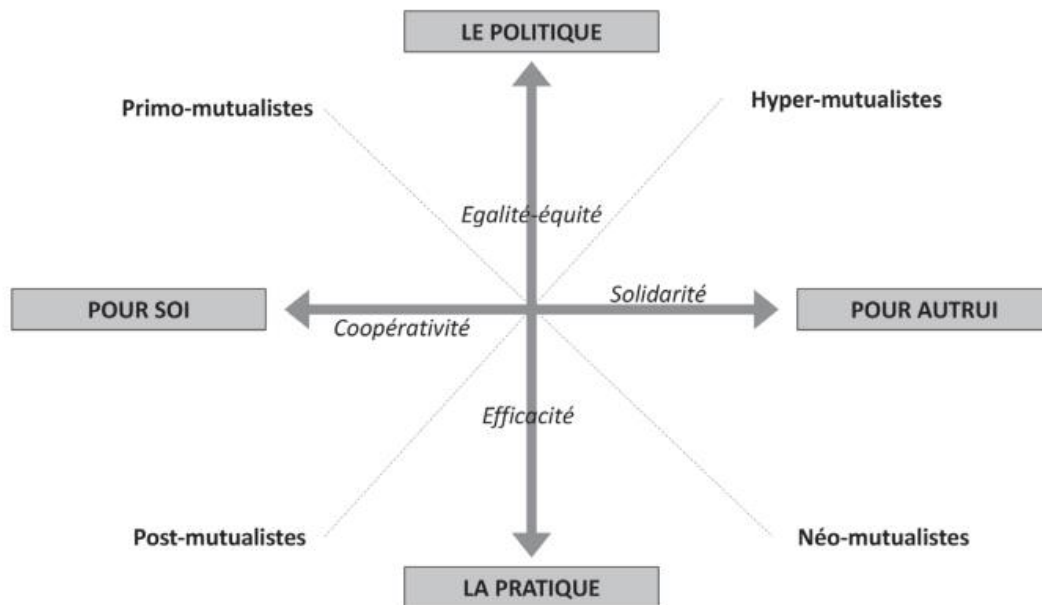 LE POLITIQUE
Primo-mutualistes
Hyper-mutualistes
Egalité-équité
POUR SOI
Solidarité
POUR AUTRUI
Coopérativité
Efficacité
Post-mutualistes
Néo-mutualistes
LA PRATIQUE